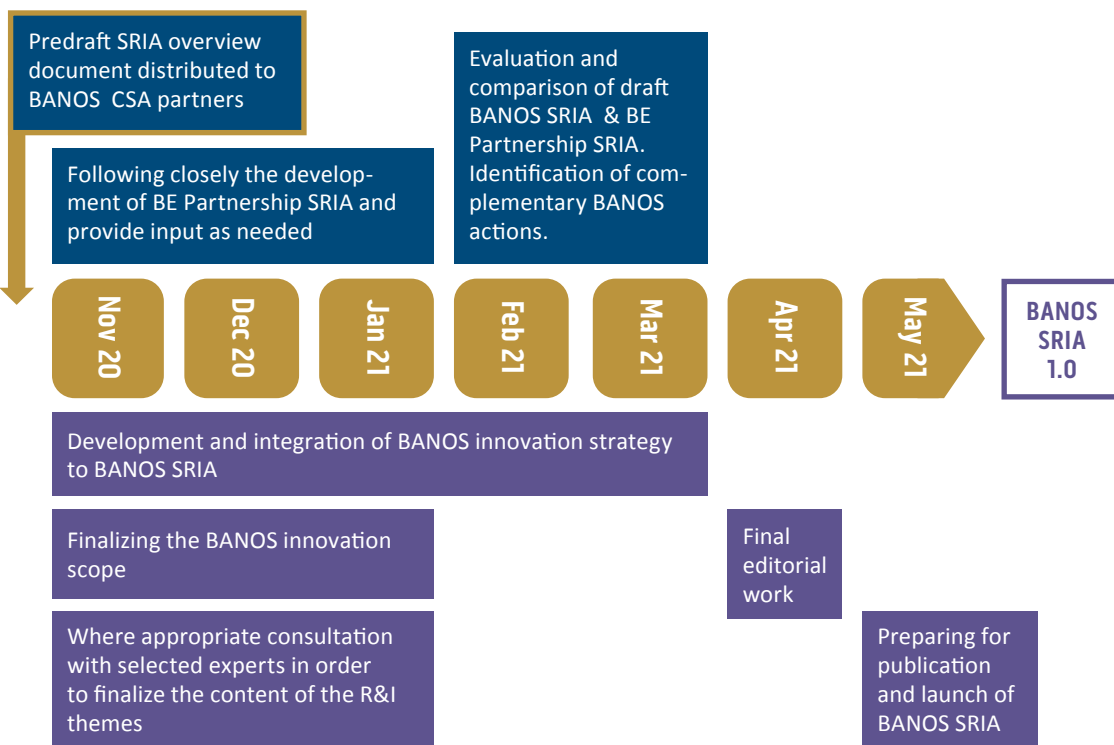 Predraft SRIA overview
document distributed to
BANOS CSA partners
Following closely the develop-
ment of BE Partnership SRIA and
provide input as needed
Evaluation and
comparison of draft
BANOS SRIA & BE
Partnership SRIA.
Identification of com-
plementary BANOS
actions.
Nov 20
Dec 20
Jan 21
Feb 21
Mar 21
Apr 21
May 21
BANOS
SRIA
1.0
Development and integration of BANOS innovation strategy
to BANOS SRIA
Finalizing the BANOS innovation
scope
Where appropriate consultation
with selected experts in order
to finalize the content of the R&I
themes
Final
editorial
work
Preparing for
publication
and launch of
BANOS SRIA